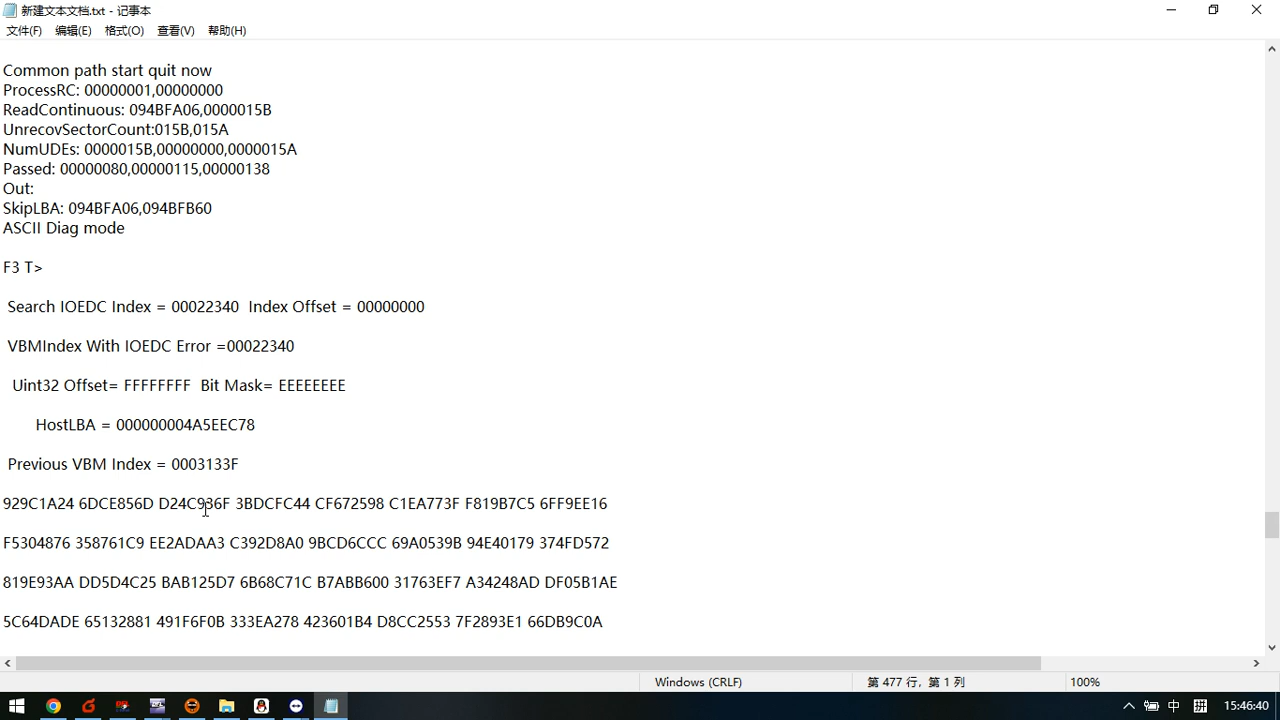 新建文本文档.txt - 记事本
文件(F) 编辑(E) 格式(O) 查看(V) 帮助(H)
Common path start quit now
ProcessRC: 00000001,00000000
ReadContinuous: 094BFA06,0000015B
UnrecovSectorCount:015B,015A
NumUDEs: 0000015B,00000000,0000015A
Passed: 00000080,00000115,00000138
Out:
SkipLBA: 094BFA06,094BFB60
ASCII Diag mode
F3 T>
Search IOEDC Index = 00022340  Index Offset = 00000000
VBMIndex With IOEDC Error =00022340
Uint32 Offset= FFFFFFFF  Bit Mask= EEEEEEEE
HostLBA = 000000004A5EEC78
Previous VBM Index = 0003133F
929C1A24 6DCE856D D24C936F 3BDCFC44 CF672598 C1EA773F F819B7C5 6FF9EE16
F5304876 358761C9 EE2ADAA3 C392D8A0 9BCD6CCC 69A0539B 94E40179 374FD572
819E93AA DD5D4C25 BAB125D7 6B68C71C B7ABB600 31763EF7 A34248AD DF05B1AE
5C64DADE 65132881 491F6F0B 333EA278 423601B4 D8CC2553 7F2893E1 66DB9C0A
Windows (CRLF) 第 477 行，第 1 列 100%
中 拼 15:46:40